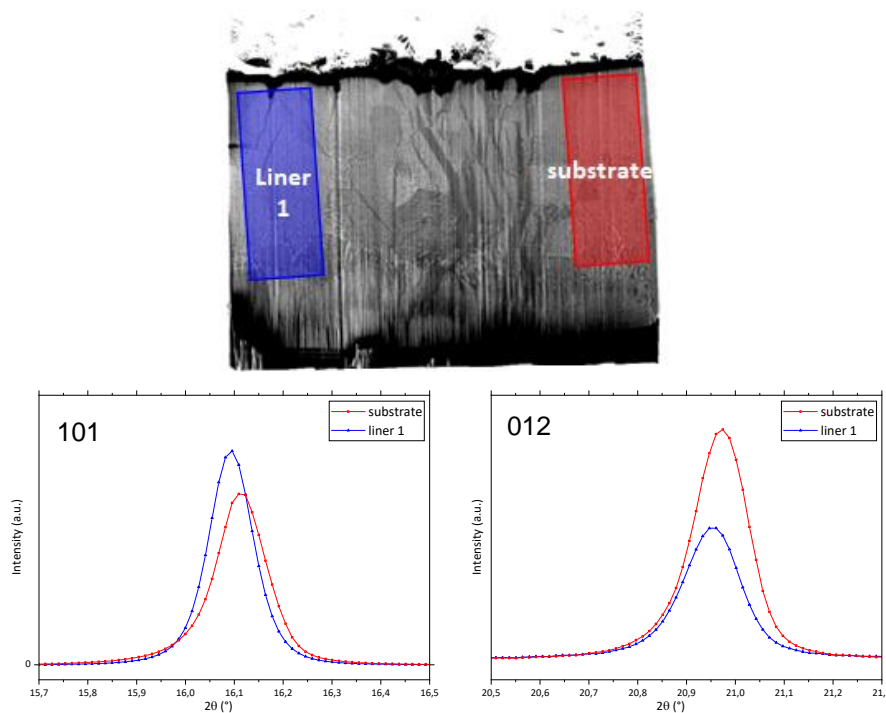 Liner
1
substrate
101
substrate
liner 1
Intensity (a.u.)
0
15,7 15,8 15,9 16,0 16,1 16,2 16,3 16,4 16,5
2θ (°)
012
substrate
liner 1
Intensity (a.u.)
20,5 20,6 20,7 20,8 20,9 21,0 21,1 21,2 21,
2θ (°)